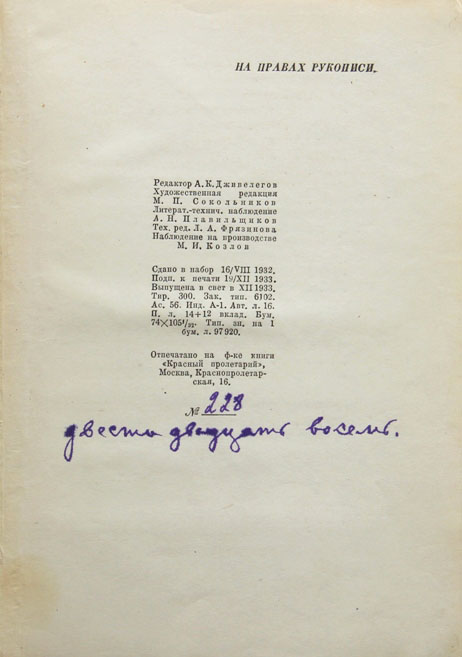 НА ПРАВАХ РУКОПИСИ.
Редактор А. К. Дживелегов
Художественная редакция
М. П. Сокольников
Литерат.-технич. наблюдение
А. Н. Плавильщиков
Тех. ред. Л. А. Фрязинова
Наблюдение на производстве
М. И. Козлов
Сдано в набор 16/VIII 1932.
Подп. к печати 19/XII 1933.
Выпущена в свет в XII 1933.
Тир. 300. Зак. тип. 6102.
Ас. 56. Инд. А-1. Авт. л. 16.
П. л. 14+12 вклад. Бум.
74×105¹/₃₂. Тип. зн. на 1
бум. л. 97 920.
Отпечатано на ф-ке книги
«Красный пролетарий»,
Москва, Краснопролетар-
ская, 16.
№ 228
двести двадцать восемь.